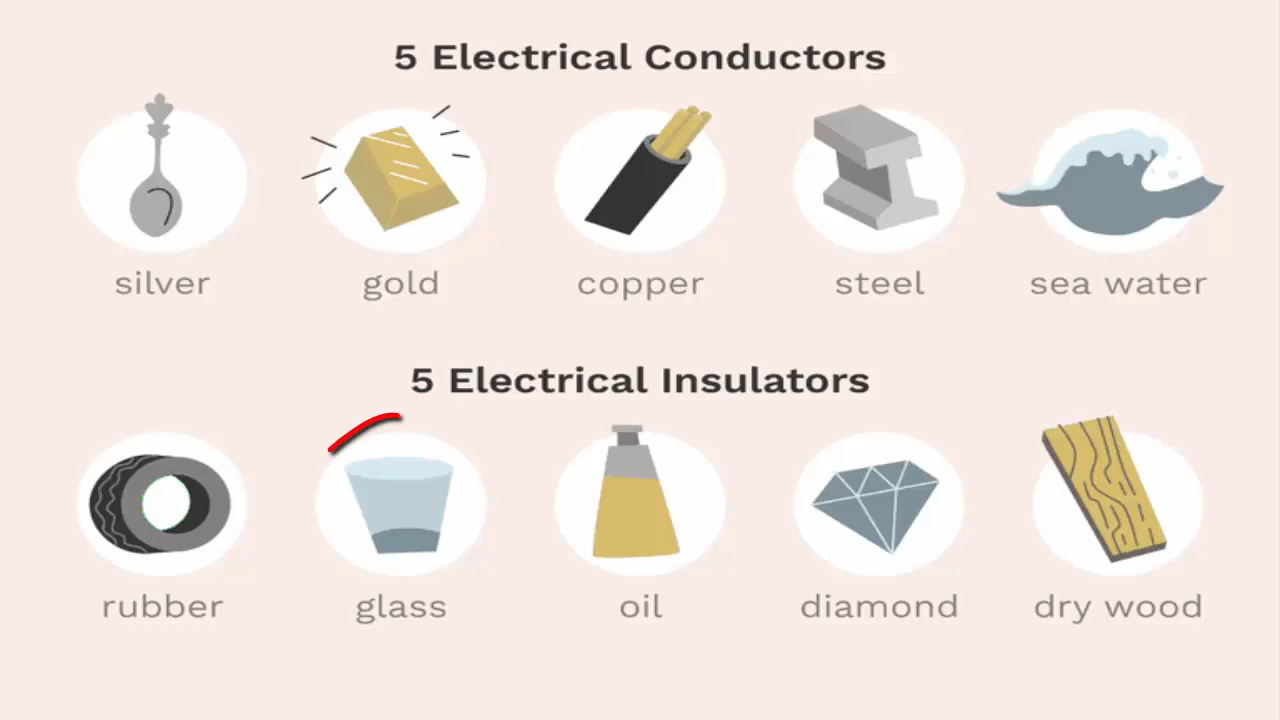 5 Electrical Conductors
silver gold copper steel sea water
5 Electrical Insulators
rubber glass oil diamond dry wood